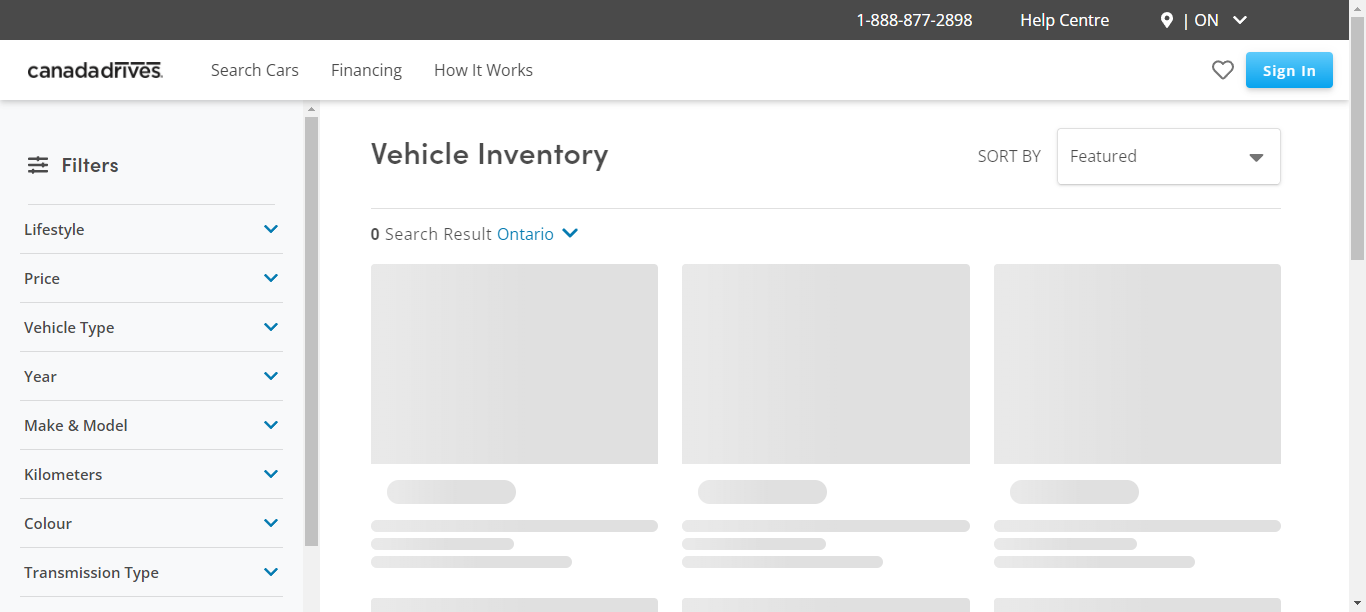 1-888-877-2898 Help Centre | ON
canadadrives Search Cars Financing How It Works Sign In
Filters
Lifestyle
Price
Vehicle Type
Year
Make & Model
Kilometers
Colour
Transmission Type
Vehicle Inventory
SORT BY Featured
0 Search Result Ontario